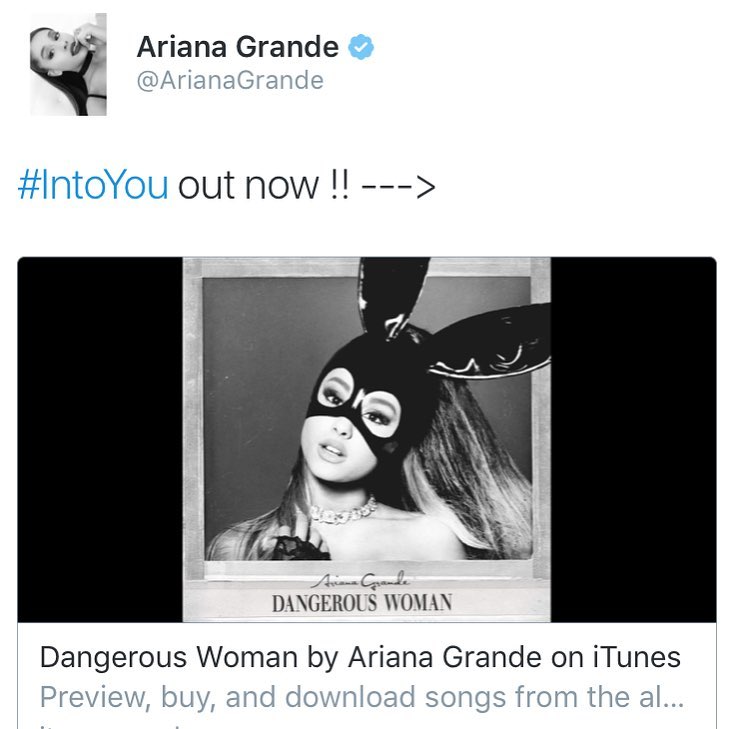 Ariana Grande
@ArianaGrande
#IntoYou out now !! --->
Ariana Grande
DANGEROUS WOMAN
Dangerous Woman by Ariana Grande on iTunes
Preview, buy, and download songs from the al...